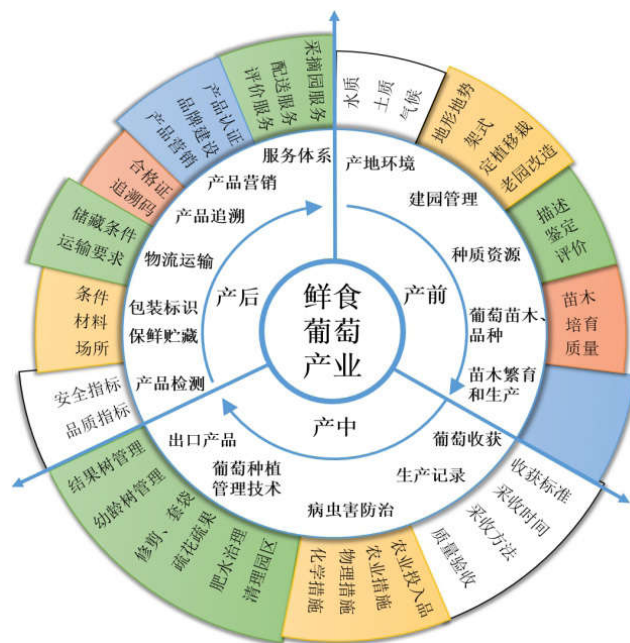 鲜食
葡萄
产业
产前
产中
产后
产地环境
建园管理
种质资源
葡萄苗木、
品种
苗木繁育
和生产
葡萄收获
生产记录
病虫害防治
葡萄种植
管理技术
出口产品
产品检测
保鲜贮藏
包装标识
物流运输
产品追溯
产品营销
服务体系
水质
土质
气候
地形地势
架式
定植移栽
老园改造
描述
鉴定
评价
苗木
培育
质量
收获标准
采收时间
采收方法
质量验收
农业投入品
农业措施
物理措施
化学措施
清理园区
肥水治理
疏花疏果
修剪、套袋
幼龄树管理
结果树管理
安全指标
品质指标
条件
材料
场所
储藏条件
运输要求
合格证
追溯码
产品认证
品牌建设
产品营销
采摘园服务
配送服务
评价服务